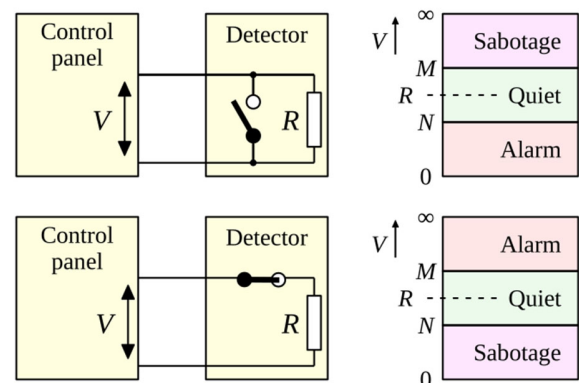 Control
panel
V
Detector
R
V
∞
M
R
N
0
Sabotage
Quiet
Alarm
Control
panel
V
Detector
R
V
∞
M
R
N
0
Alarm
Quiet
Sabotage